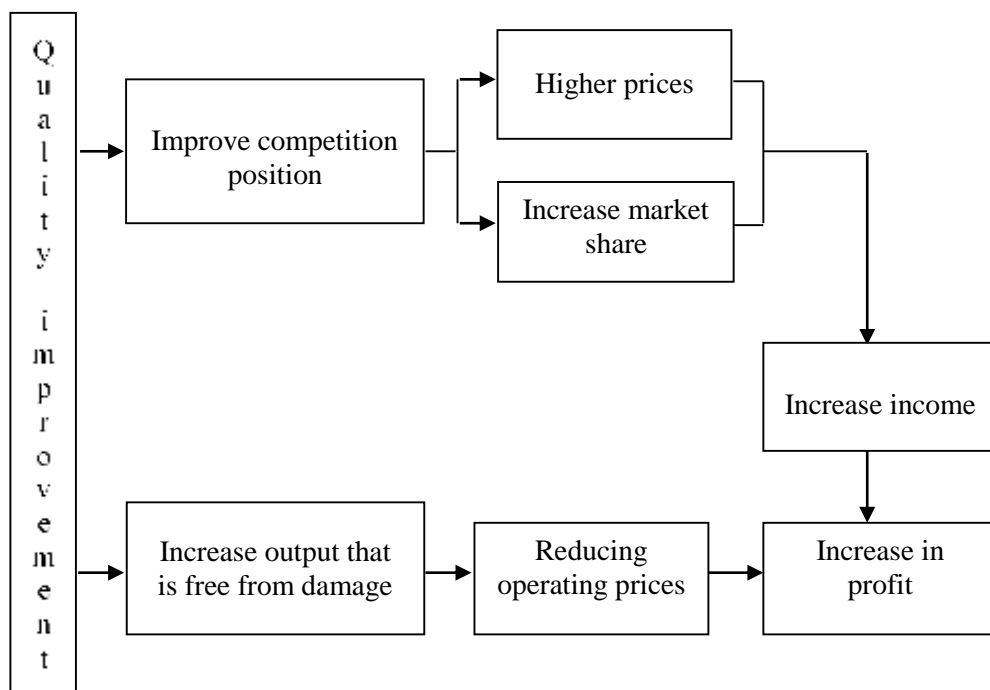 Quality improvement
Improve competition
position
Higher prices
Increase market
share
Increase income
Increase output that
is free from damage
Reducing
operating prices
Increase in
profit